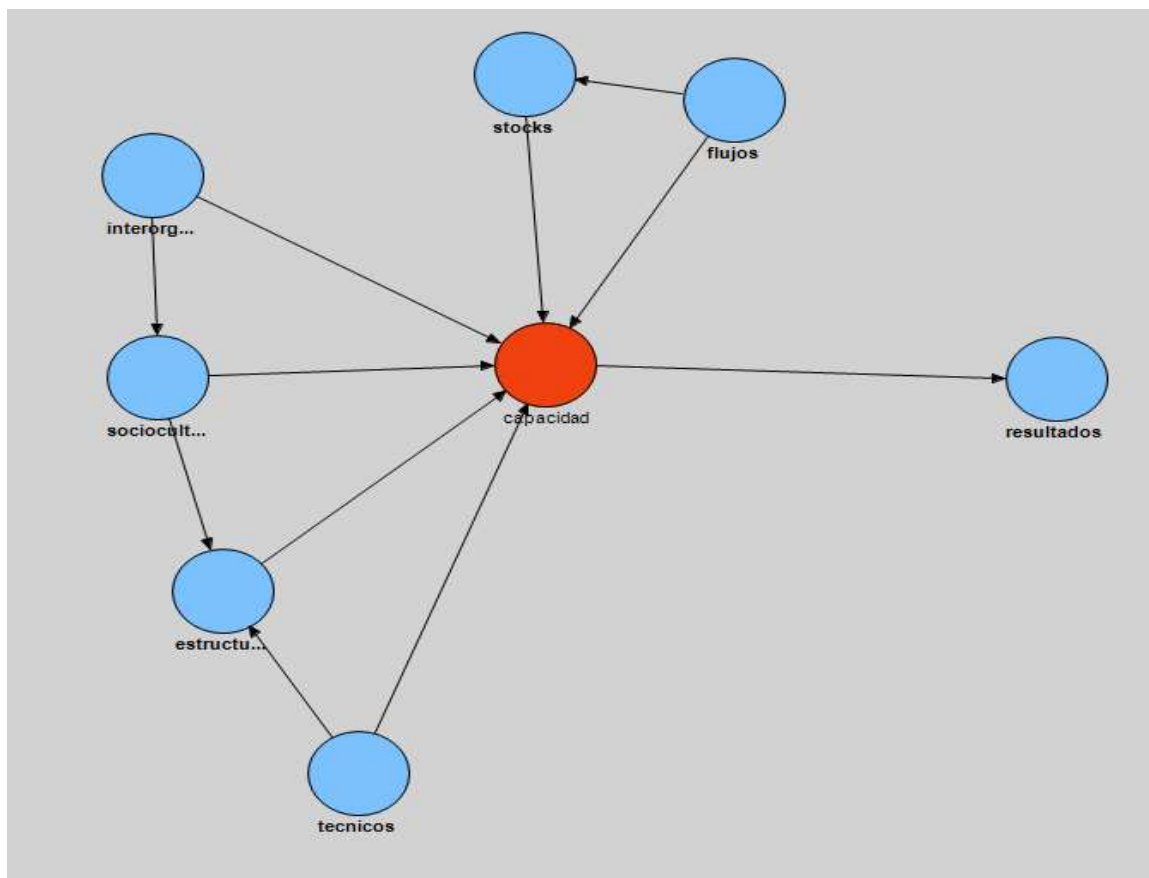 stocks
flujos
interorg...
sociocult...
capacidad
resultados
estructu...
tecnicos